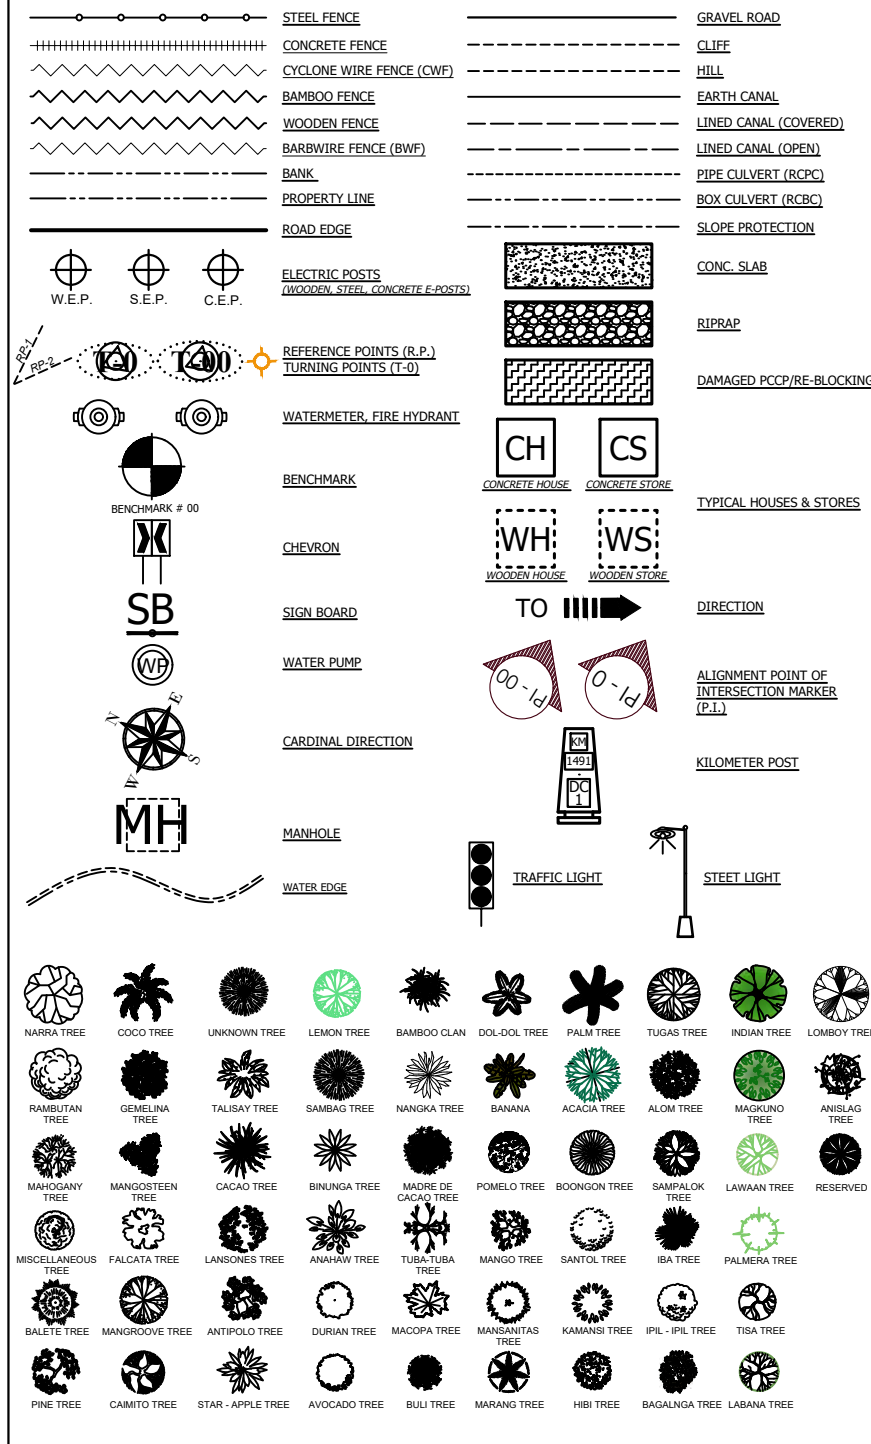 STEEL FENCE
CONCRETE FENCE
CYCLONE WIRE FENCE (CWF)
BAMBOO FENCE
WOODEN FENCE
BARBWIRE FENCE (BWF)
BANK
PROPERTY LINE
ROAD EDGE
W.E.P. S.E.P. C.E.P.
ELECTRIC POSTS
(WOODEN, STEEL, CONCRETE E-POSTS)
RP-1
RP-2
T-0 T-00
REFERENCE POINTS (R.P.)
TURNING POINTS (T-0)
WATERMETER, FIRE HYDRANT
BENCHMARK # 00
BENCHMARK
CHEVRON
SB
SIGN BOARD
WP
WATER PUMP
N E
W S
CARDINAL DIRECTION
MH
MANHOLE
WATER EDGE
GRAVEL ROAD
CLIFF
HILL
EARTH CANAL
LINED CANAL (COVERED)
LINED CANAL (OPEN)
PIPE CULVERT (RCPC)
BOX CULVERT (RCBC)
SLOPE PROTECTION
CONC. SLAB
RIPRAP
DAMAGED PCCP/RE-BLOCKING
CH CS
CONCRETE HOUSE CONCRETE STORE
TYPICAL HOUSES & STORES
WH WS
WOODEN HOUSE WOODEN STORE
TO
DIRECTION
PI - 00 PI - 0
ALIGNMENT POINT OF
INTERSECTION MARKER
(P.I.)
KM
1491
DC
1
KILOMETER POST
TRAFFIC LIGHT
STEET LIGHT
NARRA TREE COCO TREE UNKNOWN TREE LEMON TREE BAMBOO CLAN DOL-DOL TREE PALM TREE TUGAS TREE INDIAN TREE LOMBOY TREE
RAMBUTAN GEMELINA TALISAY TREE SAMBAG TREE NANGKA TREE BANANA ACACIA TREE ALOM TREE MAGKUNO ANISLAG
TREE TREE TREE TREE
MAHOGANY MANGOSTEEN CACAO TREE BINUNGA TREE MADRE DE POMELO TREE BOONGON TREE SAMPALOK LAWAAN TREE RESERVED
TREE TREE CACAO TREE TREE
MISCELLANEOUS FALCATA TREE LANSONES TREE ANAHAW TREE TUBA-TUBA MANGO TREE SANTOL TREE IBA TREE PALMERA TREE
TREE TREE
BALETE TREE MANGROOVE TREE ANTIPOLO TREE DURIAN TREE MACOPA TREE MANSANITAS KAMANSI TREE IPIL - IPIL TREE TISA TREE
TREE
PINE TREE CAIMITO TREE STAR - APPLE TREE AVOCADO TREE BULI TREE MARANG TREE HIBI TREE BAGALNGA TREE LABANA TREE